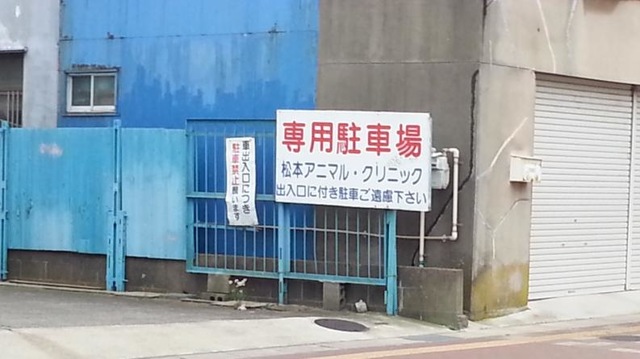 専用駐車場
松本アニマル・クリニック
出入口に付き駐車ご遠慮下さい
車出入口につき
駐車禁止願います